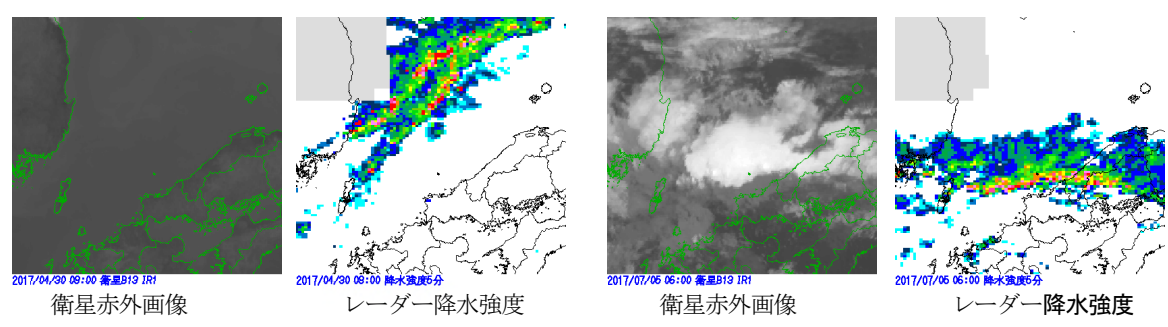 2017/04/30 09:00 衛星B13 IR1
2017/04/30 09:00 降水強度5分
2017/07/05 06:00 衛星B13 IR1
2017/07/05 06:00 降水強度5分
衛星赤外画像
レーダー降水強度
衛星赤外画像
レーダー降水強度